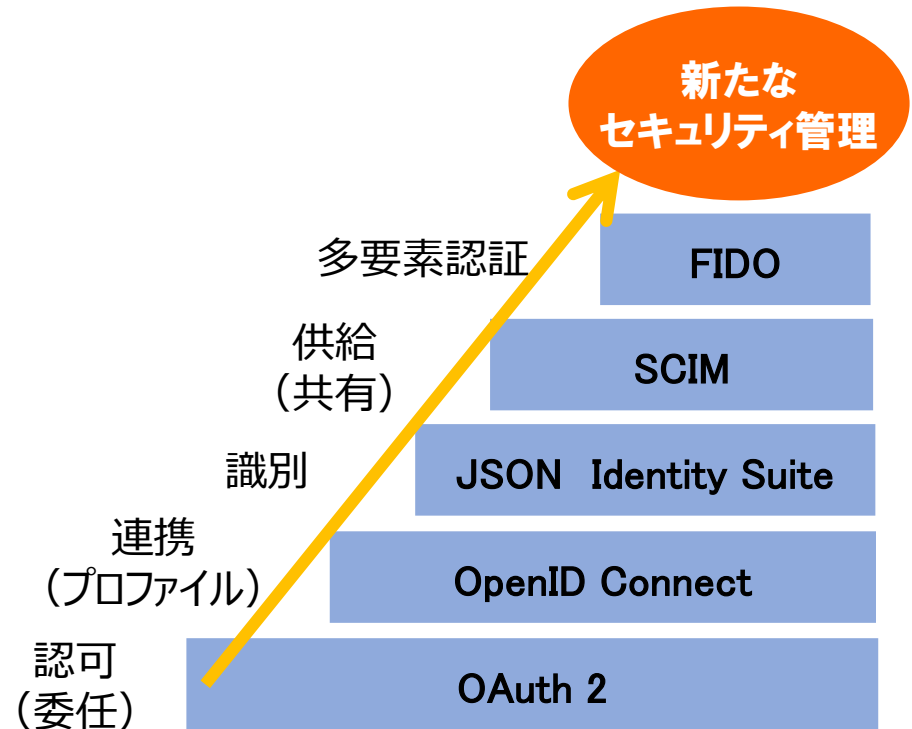 新たな
セキュリティ管理
多要素認証
FIDO
供給
（共有）
SCIM
識別
JSON Identity Suite
連携
（プロファイル）
OpenID Connect
認可
（委任）
OAuth 2